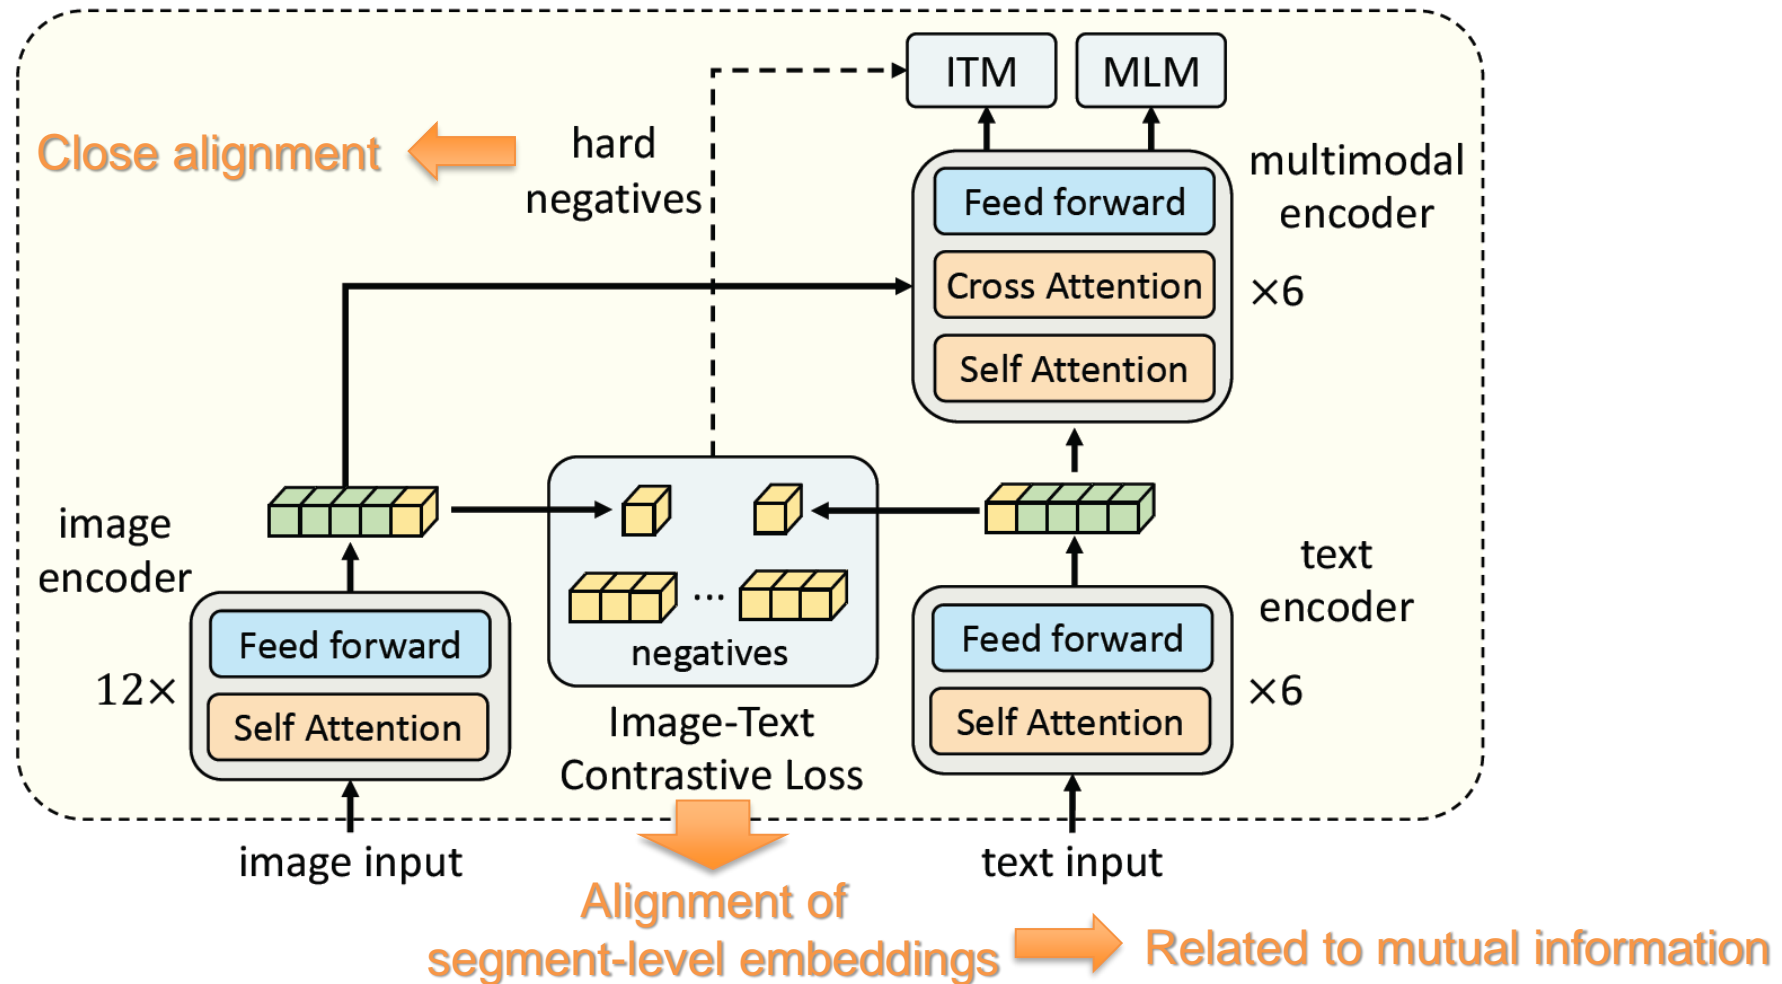 ITM
MLM
Close alignment
hard
negatives
multimodal
encoder
Feed forward
Cross Attention
×6
Self Attention
image
encoder
text
encoder
Feed forward
12×
Self Attention
...
negatives
Image-Text
Contrastive Loss
Feed forward
×6
Self Attention
image input
text input
Alignment of
segment-level embeddings
Related to mutual information